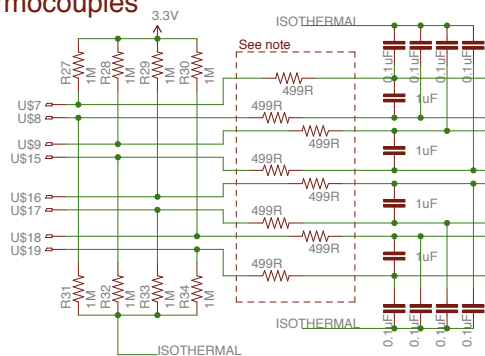 rmocouples
3.3V
ISOTHERMAL
See note
R27 1M R28 1M R29 1M R30 1M
0.1uF 0.1uF 0.1uF 0.1uF
499R
U$7
1uF
U$8
499R
U$9
499R
U$15
1uF
499R
U$16
499R
U$17
1uF
499R
U$18
499R
U$19
1uF
499R
R31 1M R32 1M R33 1M R34 1M
0.1uF 0.1uF 0.1uF 0.1uF
ISOTHERMAL
ISOTHERMAL